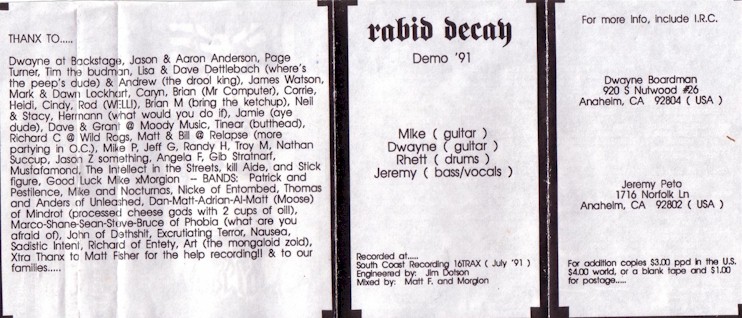 THANX TO.....
Dwayne at Backstage, Jason & Aaron Anderson, Page
Turner, Tim the budman, Lisa & Dave Dettlebach (where's
the peep's dude) & Andrew (the drool king), James Watson,
Mark & Dawn Lockhart, Caryn, Brian (Mr Computer), Corrie,
Heidi, Cindy, Rod (WELL!), Brian M (bring the ketchup), Neil
& Stacy, Herrnann (what would you do if), Jamie (aye
dude), Dave & Grant @ Moody Music, Tinear (butthead),
Richard C @ Wild Rags, Matt & Bill @ Relapse (more
partying in O.C.), Mike P, Jeff G, Randy H, Troy M, Nathan
Succup, Jason Z something, Angela F, Gib Stratnarf,
Mustafamond, The Intellect in the Streets, kill Aide, and Stick
figure, Good Luck Mike xMorgion - BANDS: Patrick and
Pestilence, Mike and Nocturnas, Nicke of Entombed, Thomas
and Anders of Unleashed, Dan-Matt-Adrian-Al-Matt (Moose)
of Mindrot (processed cheese gods with 2 cups of oil!),
Marco-Shane-Sean-Steve-Bruce of Phobia (what are you
afraid of), John of Dethshit, Excrutiating Terror, Nausea,
Sadistic Intent, Richard of Entety, Art (the mongaloid zoid),
Xtra Thanx to Matt Fisher for the help recording!! & to our
families.....
rabid decay
Demo '91
Mike ( guitar )
Dwayne ( guitar )
Rhett ( drums )
Jeremy ( bass/vocals )
Recorded at.....
South Coast Recording 16TRAX ( July '91 )
Engineered by: Jim Dotson
Mixed by: Matt F. and Morgion
For more info, include I.R.C.
Dwayne Boardman
920 S Nutwood #26
Anaheim, CA 92804 ( USA )
Jeremy Peto
1716 Norfolk Ln
Anaheim, CA 92802 ( USA )
For addition copies $3.00 ppd in the U.S.
$4.00 world, or a blank tape and $1.00
for postage.....